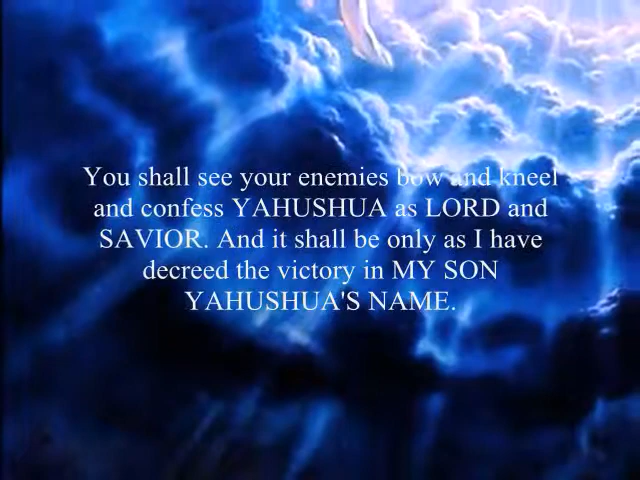 You shall see your enemies bow and kneel
and confess YAHUSHUA as LORD and
SAVIOR. And it shall be only as I have
decreed the victory in MY SON
YAHUSHUA'S NAME.